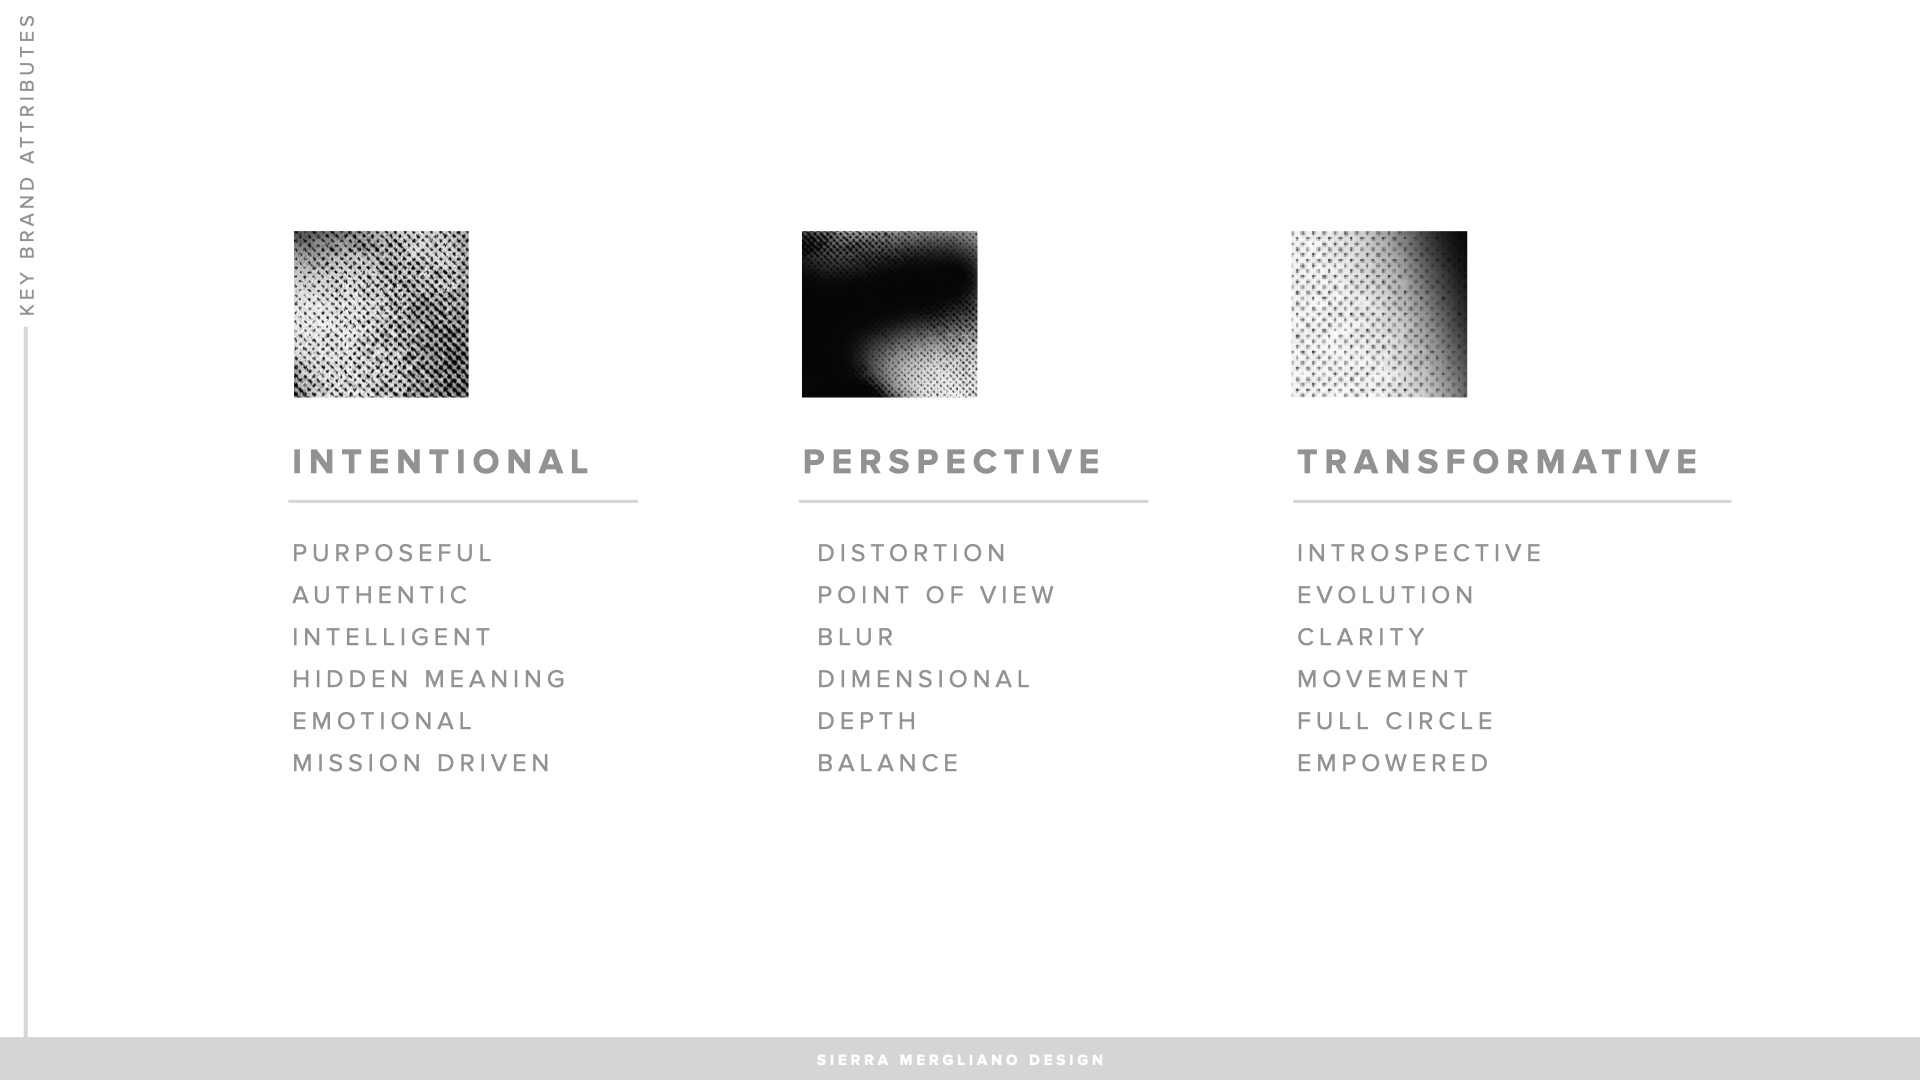 KEY BRAND ATTRIBUTES
INTENTIONAL
PURPOSEFUL
AUTHENTIC
INTELLIGENT
HIDDEN MEANING
EMOTIONAL
MISSION DRIVEN
PERSPECTIVE
DISTORTION
POINT OF VIEW
BLUR
DIMENSIONAL
DEPTH
BALANCE
TRANSFORMATIVE
INTROSPECTIVE
EVOLUTION
CLARITY
MOVEMENT
FULL CIRCLE
EMPOWERED
SIERRA MERGLIANO DESIGN